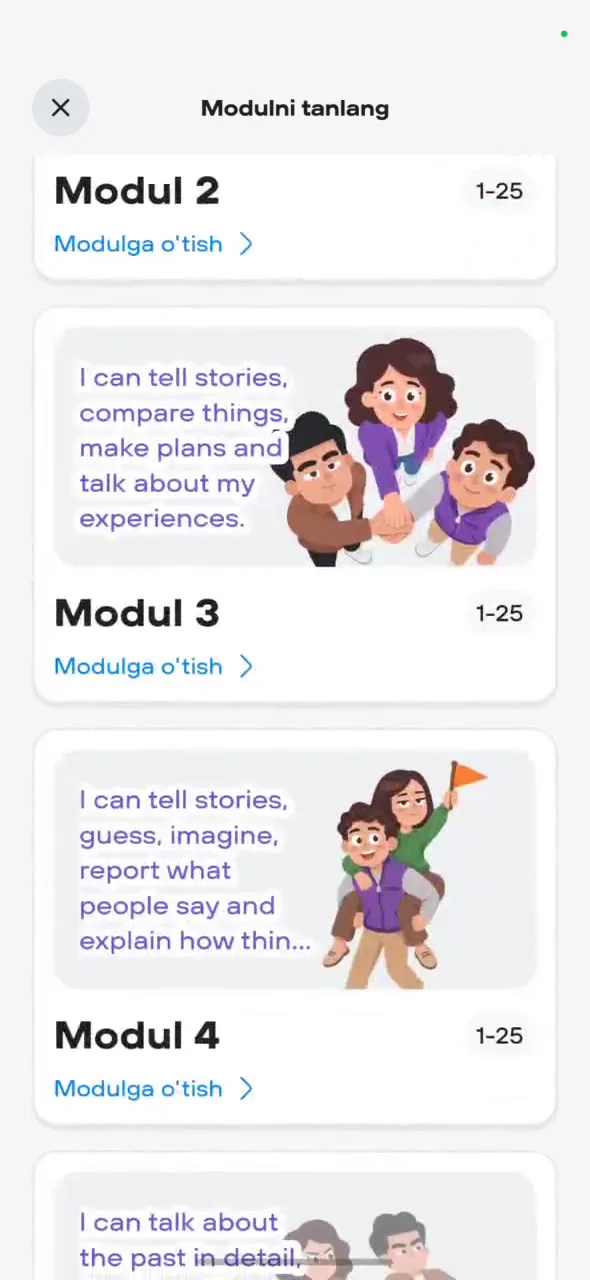 Modulni tanlang
Modul 2
1-25
Modulga o'tish
I can tell stories,
compare things,
make plans and
talk about my
experiences.
Modul 3
1-25
Modulga o'tish
I can tell stories,
guess, imagine,
report what
people say and
explain how thin...
Modul 4
1-25
Modulga o'tish
I can talk about
the past in detail,